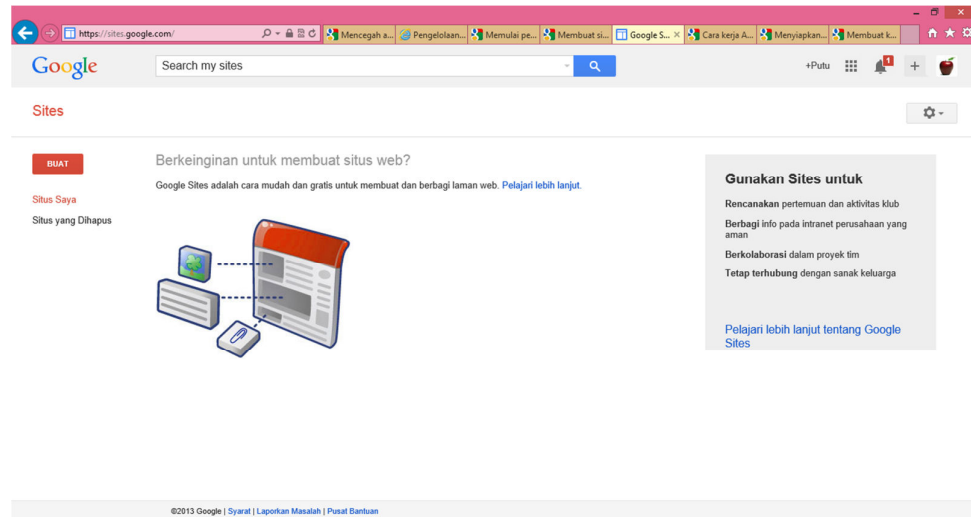 https://sites.google.com/
Mencegah a...
Pengelolaan...
Memulai pe...
Membuat si...
Google S...
Cara kerja A...
Menyiapkan...
Membuat k...
Google
Search my sites
+Putu
1
Sites
BUAT
Situs Saya
Situs yang Dihapus
Berkeinginan untuk membuat situs web?
Google Sites adalah cara mudah dan gratis untuk membuat dan berbagi laman web. Pelajari lebih lanjut.
Gunakan Sites untuk
Rencanakan pertemuan dan aktivitas klub
Berbagi info pada intranet perusahaan yang
aman
Berkolaborasi dalam proyek tim
Tetap terhubung dengan sanak keluarga
Pelajari lebih lanjut tentang Google
Sites
©2013 Google | Syarat | Laporkan Masalah | Pusat Bantuan